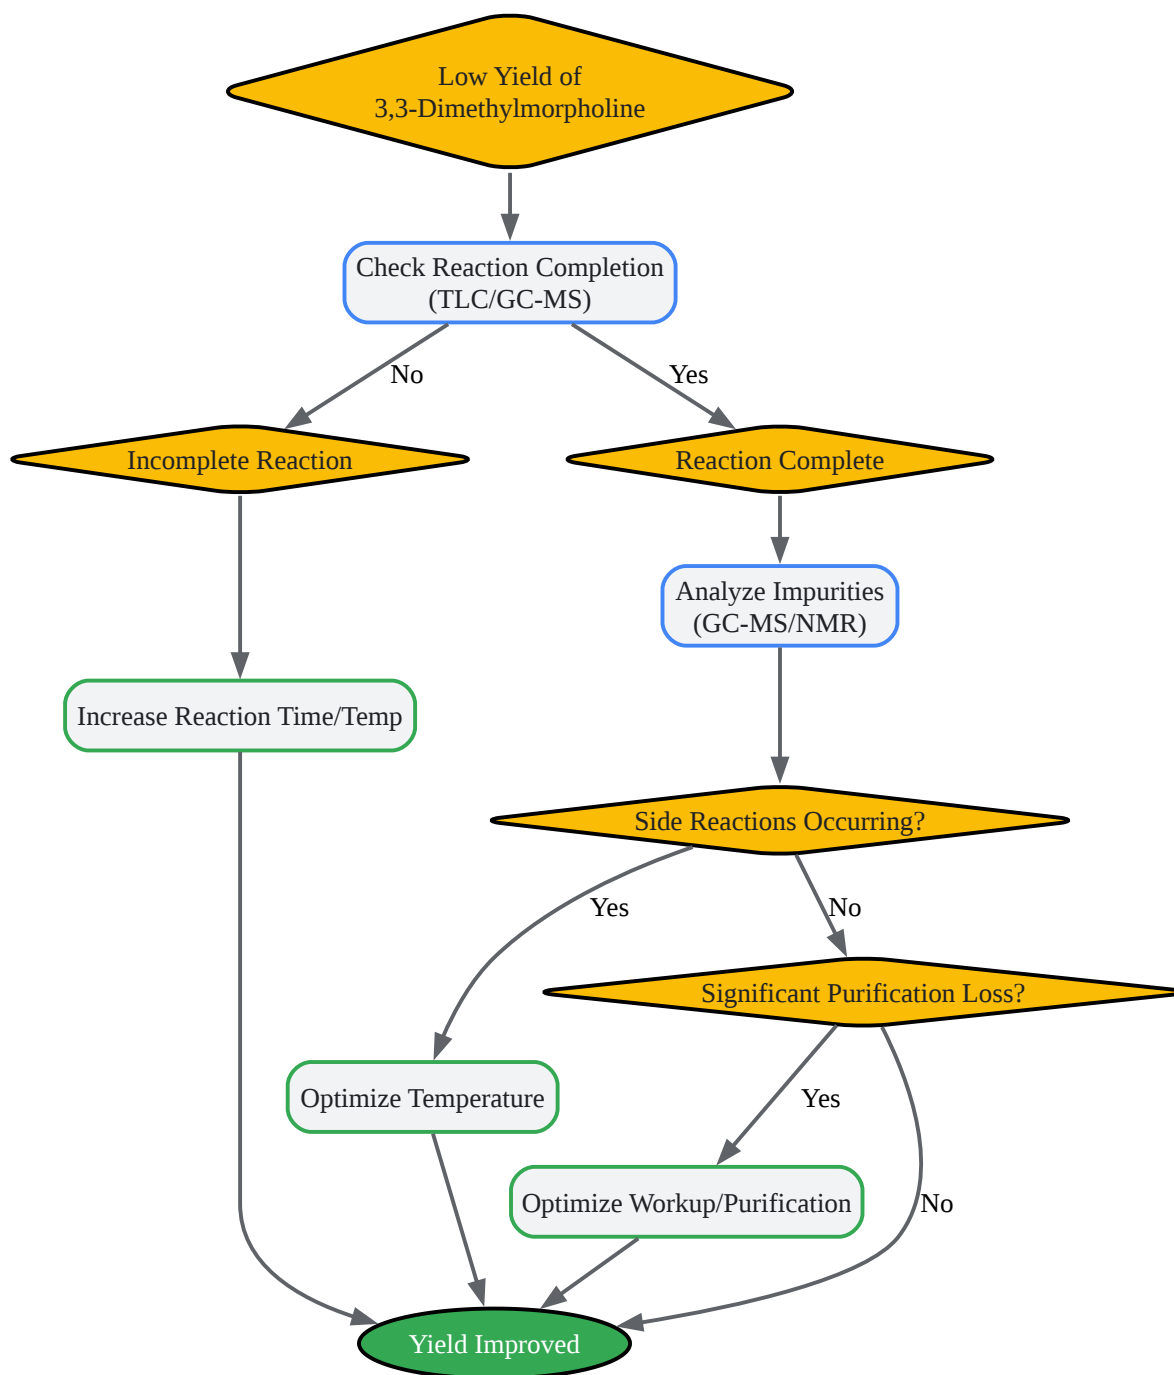 Low Yield of
3,3-Dimethylmorpholine
Check Reaction Completion
(TLC/GC-MS)
No
Yes
Incomplete Reaction
Reaction Complete
Analyze Impurities
(GC-MS/NMR)
Increase Reaction Time/Temp
Side Reactions Occurring?
Yes
No
Significant Purification Loss?
Optimize Temperature
Yes
Optimize Workup/Purification
No
Yield Improved